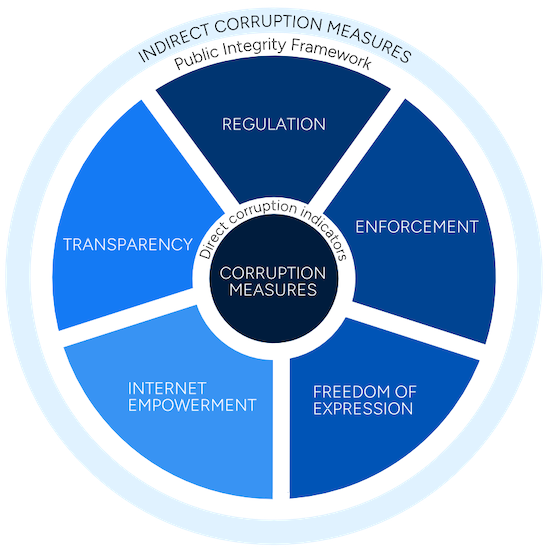 INDIRECT CORRUPTION MEASURES
Public Integrity Framework
REGULATION
ENFORCEMENT
TRANSPARENCY
Direct corruption indicators
CORRUPTION
MEASURES
INTERNET
EMPOWERMENT
FREEDOM OF
EXPRESSION